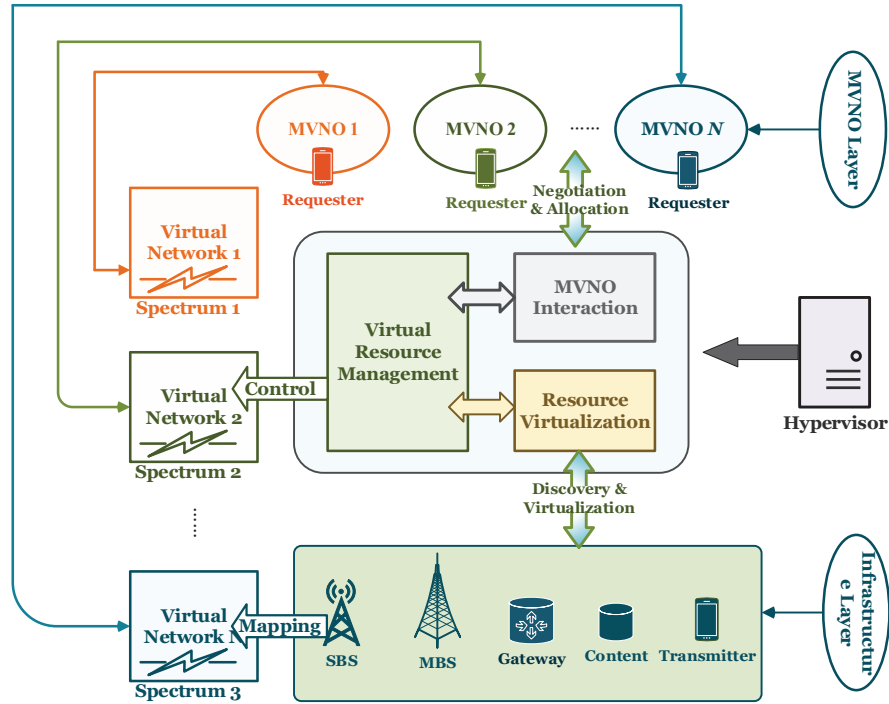 MVNO 1
MVNO 2
......
MVNO N
MVNO Layer
Requester
Requester
Requester
Negotiation
& Allocation
Virtual
Network 1
Spectrum 1
MVNO
Interaction
Virtual
Resource
Management
Control
Resource
Virtualization
Hypervisor
Virtual
Network 2
Spectrum 2
......
Discovery &
Virtualization
Virtual
Network N
Mapping
Spectrum 3
SBS
MBS
Gateway
Content
Transmitter
Infrastructur
e Layer